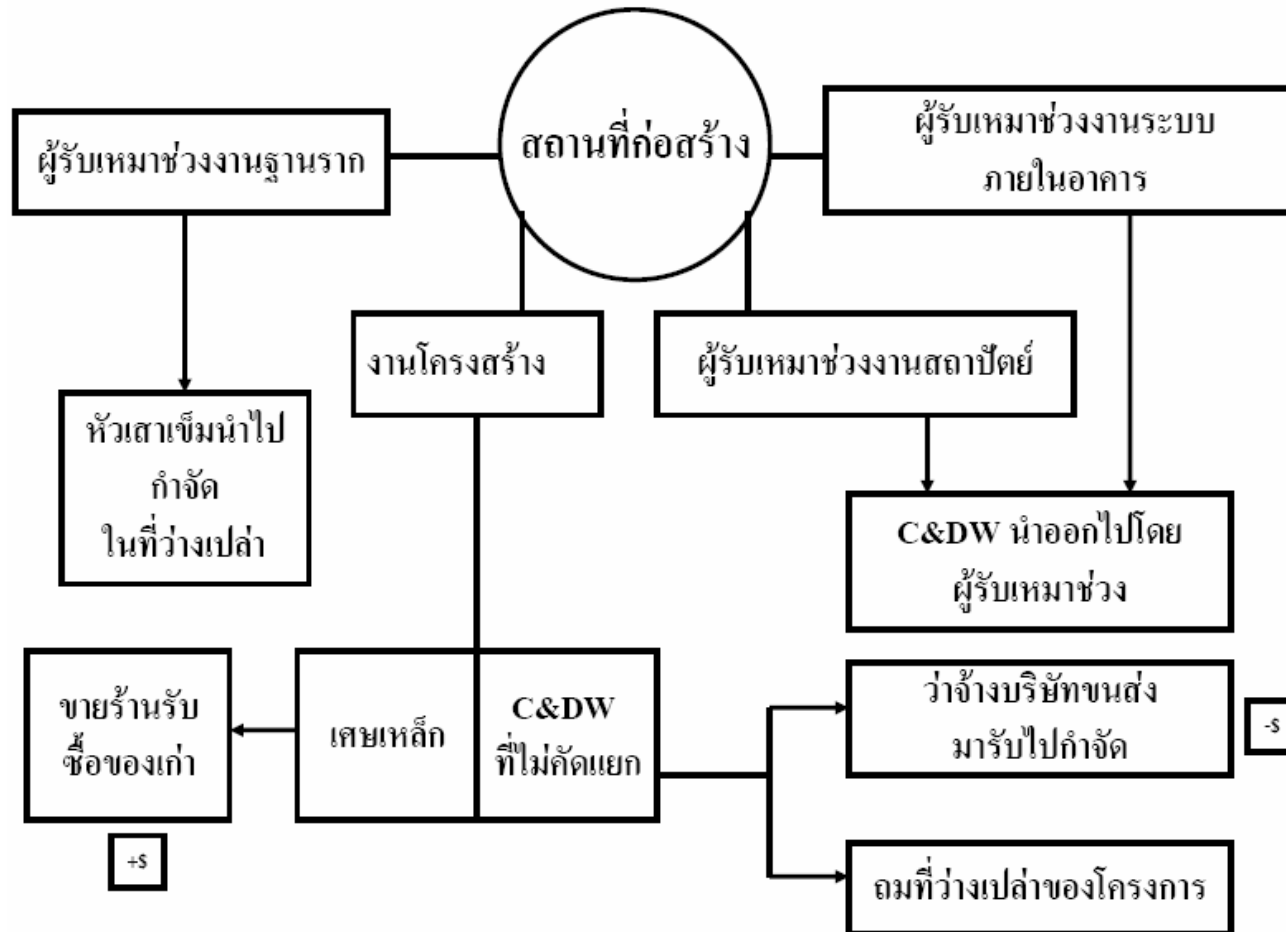 สถานที่ก่อสร้าง
ผู้รับเหมาช่วงงานฐานราก
ผู้รับเหมาช่วงงานระบบ
ภายในอาคาร
งานโครงสร้าง
ผู้รับเหมาช่วงงานสถาปัตย์
หัวเสาเข็มนำไป
กำจัด
ในที่ว่างเปล่า
C&DW นำออกไปโดย
ผู้รับเหมาช่วง
ขายร้านรับ
ซื้อของเก่า
เศษเหล็ก
C&DW
ที่ไม่คัดแยก
ว่าจ้างบริษัทขนส่ง
มารับไปกำจัด
-$
+$
ถมที่ว่างเปล่าของโครงการ